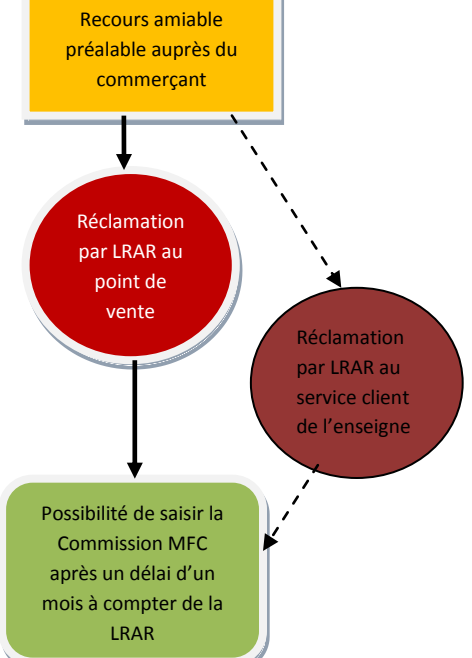 Recours amiable
préalable auprès du
commerçant
Réclamation
par LRAR au
point de
vente
Réclamation
par LRAR au
service client
de l'enseigne
Possibilité de saisir la
Commission MFC
après un délai d'un
mois à compter de la
LRAR